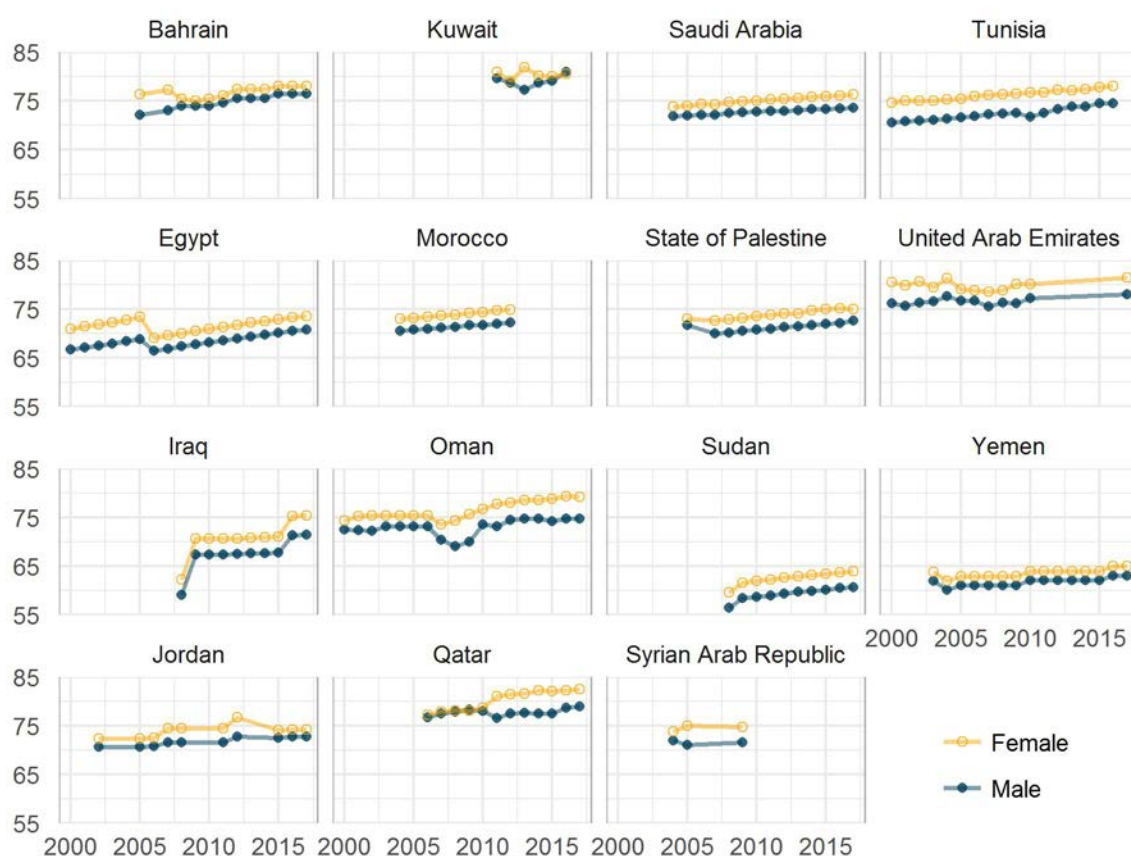 Bahrain Kuwait Saudi Arabia Tunisia
85
75
65
55
Egypt Morocco State of Palestine United Arab Emirates
85
75
65
55
Iraq Oman Sudan Yemen
85
75
65
55
2000 2005 2010 2015
Jordan Qatar Syrian Arab Republic
85
75
65
55
Female
Male
2000 2005 2010 2015 2000 2005 2010 2015 2000 2005 2010 2015